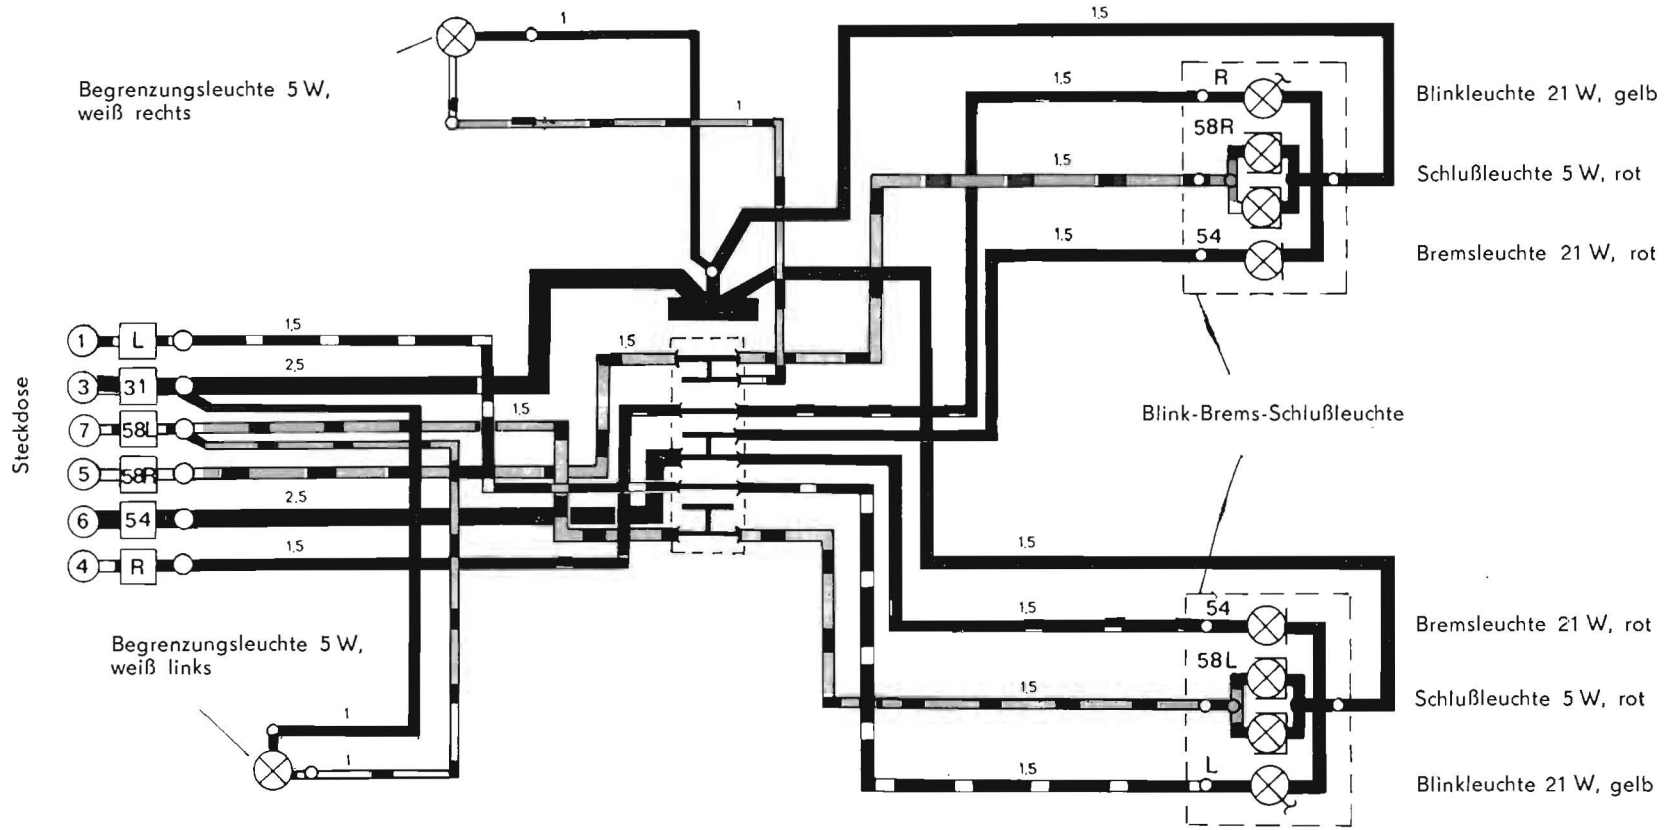 1
1,5
Begrenzungsleuchte 5 W,
weiß rechts
1
1,5
R
Blinkleuchte 21 W, gelb
58R
1,5
Schlußleuchte 5 W, rot
1,5
54
Bremsleuchte 21 W, rot
Steckdose
1 L 1,5
3 31 2,5
7 58L 1,5
5 58R 1,5
6 54 2,5
4 R 1,5
Blink-Brems-Schlußleuchte
1,5
1,5
54
Bremsleuchte 21 W, rot
Begrenzungsleuchte 5 W,
weiß links
58L
1,5
Schlußleuchte 5 W, rot
1
1
1,5
L
Blinkleuchte 21 W, gelb